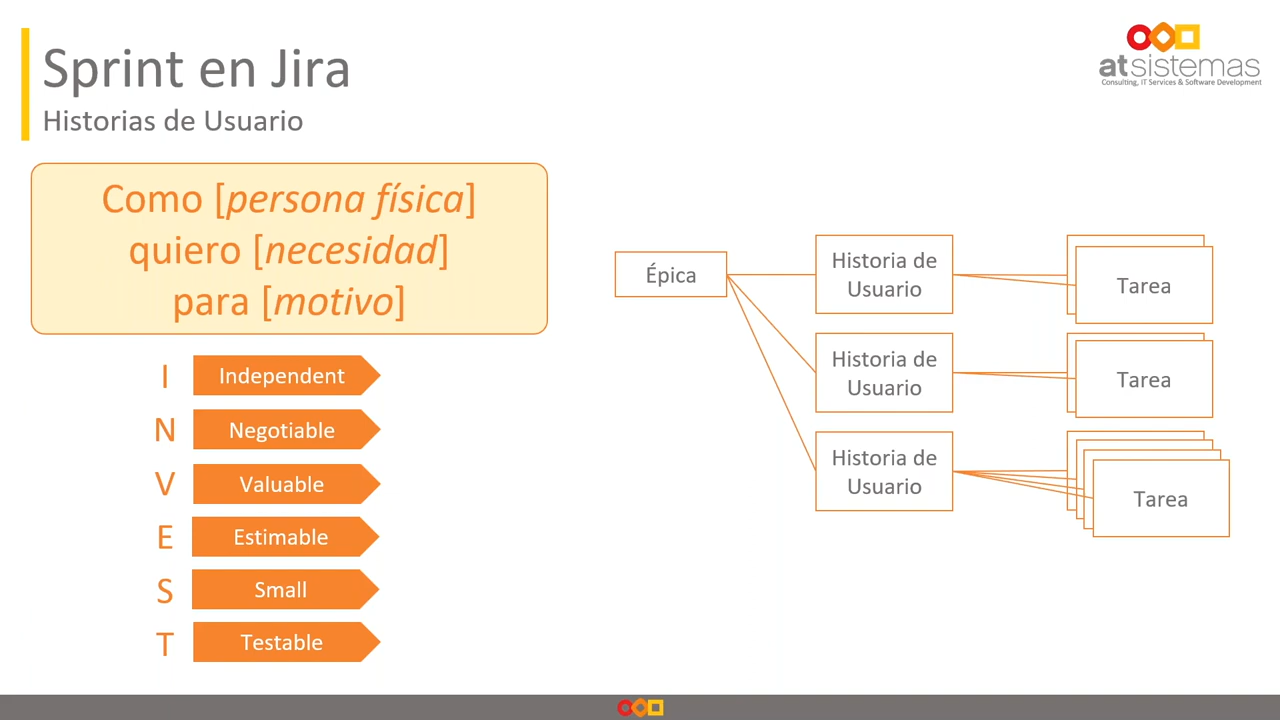 Sprint en Jira
Historias de Usuario
atsistemas
Consulting, IT Services & Software Development
Como [persona física]
quiero [necesidad]
para [motivo]
I Independent
N Negotiable
V Valuable
E Estimable
S Small
T Testable
Épica
Historia de
Usuario
Tarea
Historia de
Usuario
Tarea
Historia de
Usuario
Tarea